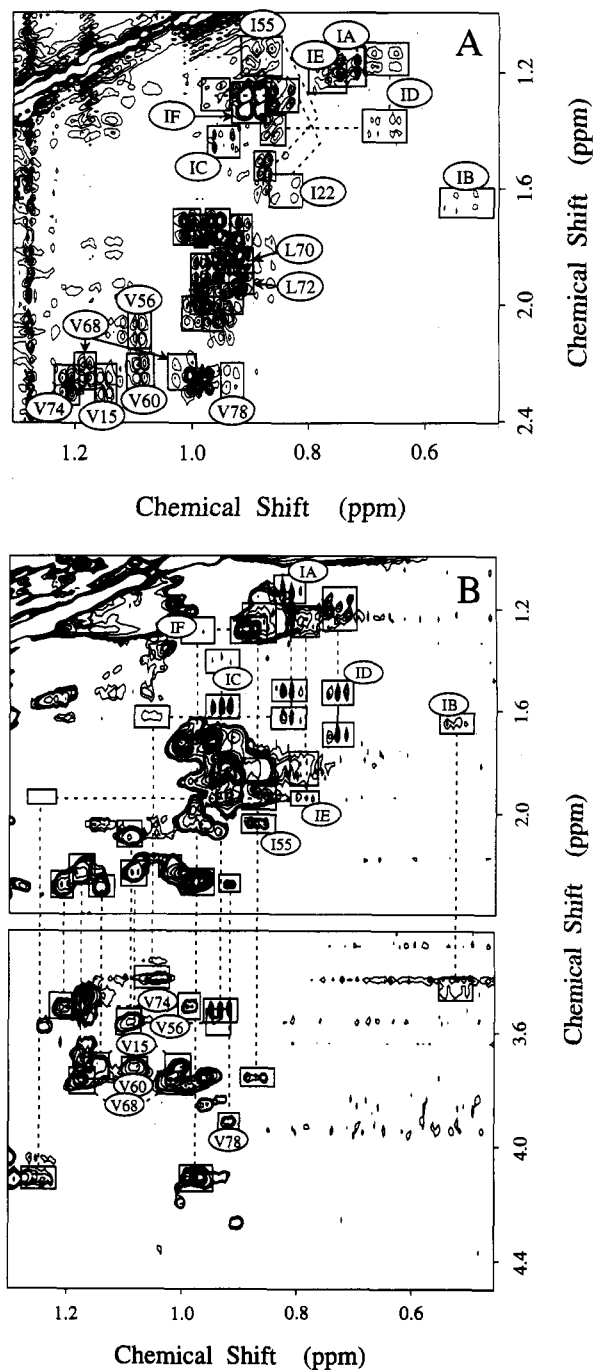 I55
A
IE
IA
1.2
IF
ID
IC
I22
IB
1.6
L70
L72
V56
V68
2.0
V74
V15
V60
V78
2.4
1.2
1.0
0.8
0.6
Chemical Shift (ppm)
Chemical Shift (ppm)
IA
B
1.2
IF
IC
ID
IB
1.6
IE
I55
2.0
V74
V56
V15
V60
V68
V78
3.6
4.0
4.4
1.2
1.0
0.8
0.6
Chemical Shift (ppm)
Chemical Shift (ppm)